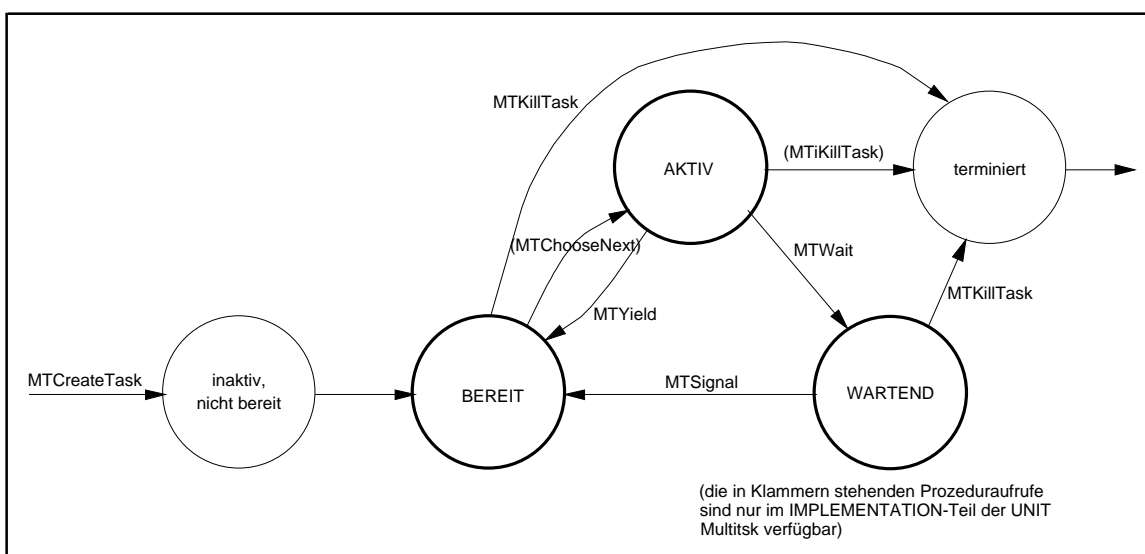 MTKillTask
AKTIV
(MTiKillTask)
terminiert
(MTChooseNext)
MTWait
MTYield
MTKillTask
MTCreateTask
inaktiv,
nicht bereit
BEREIT
MTSignal
WARTEND
(die in Klammern stehenden Prozeduraufrufe
sind nur im IMPLEMENTATION-Teil der UNIT
Multitsk verfügbar)